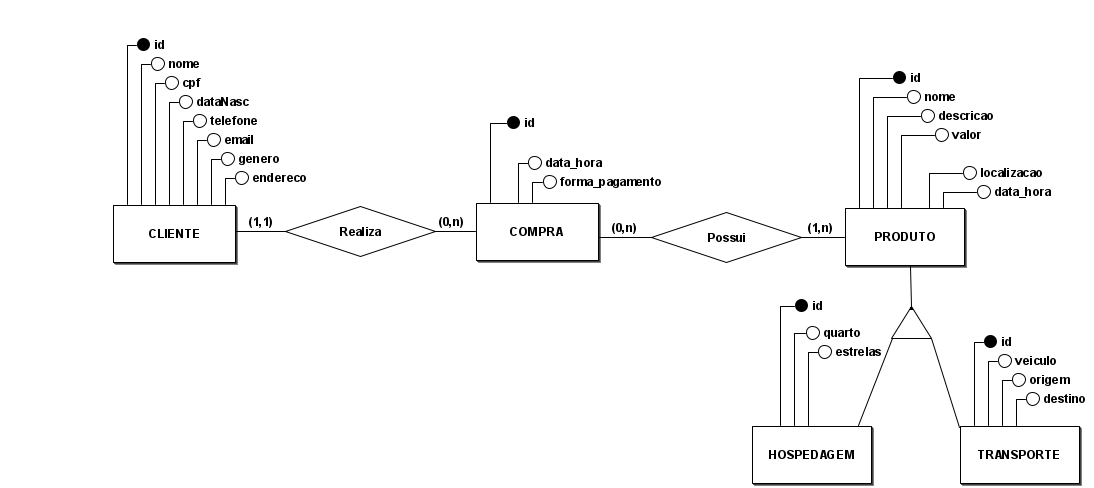 id
nome
cpf
dataNasc
telefone
email
genero
endereco
CLIENTE
(1,1)
Realiza
(0,n)
id
data_hora
forma_pagamento
COMPRA
(0,n)
Possui
(1,n)
id
nome
descricao
valor
localizacao
data_hora
PRODUTO
id
quarto
estrelas
HOSPEDAGEM
id
veiculo
origem
destino
TRANSPORTE